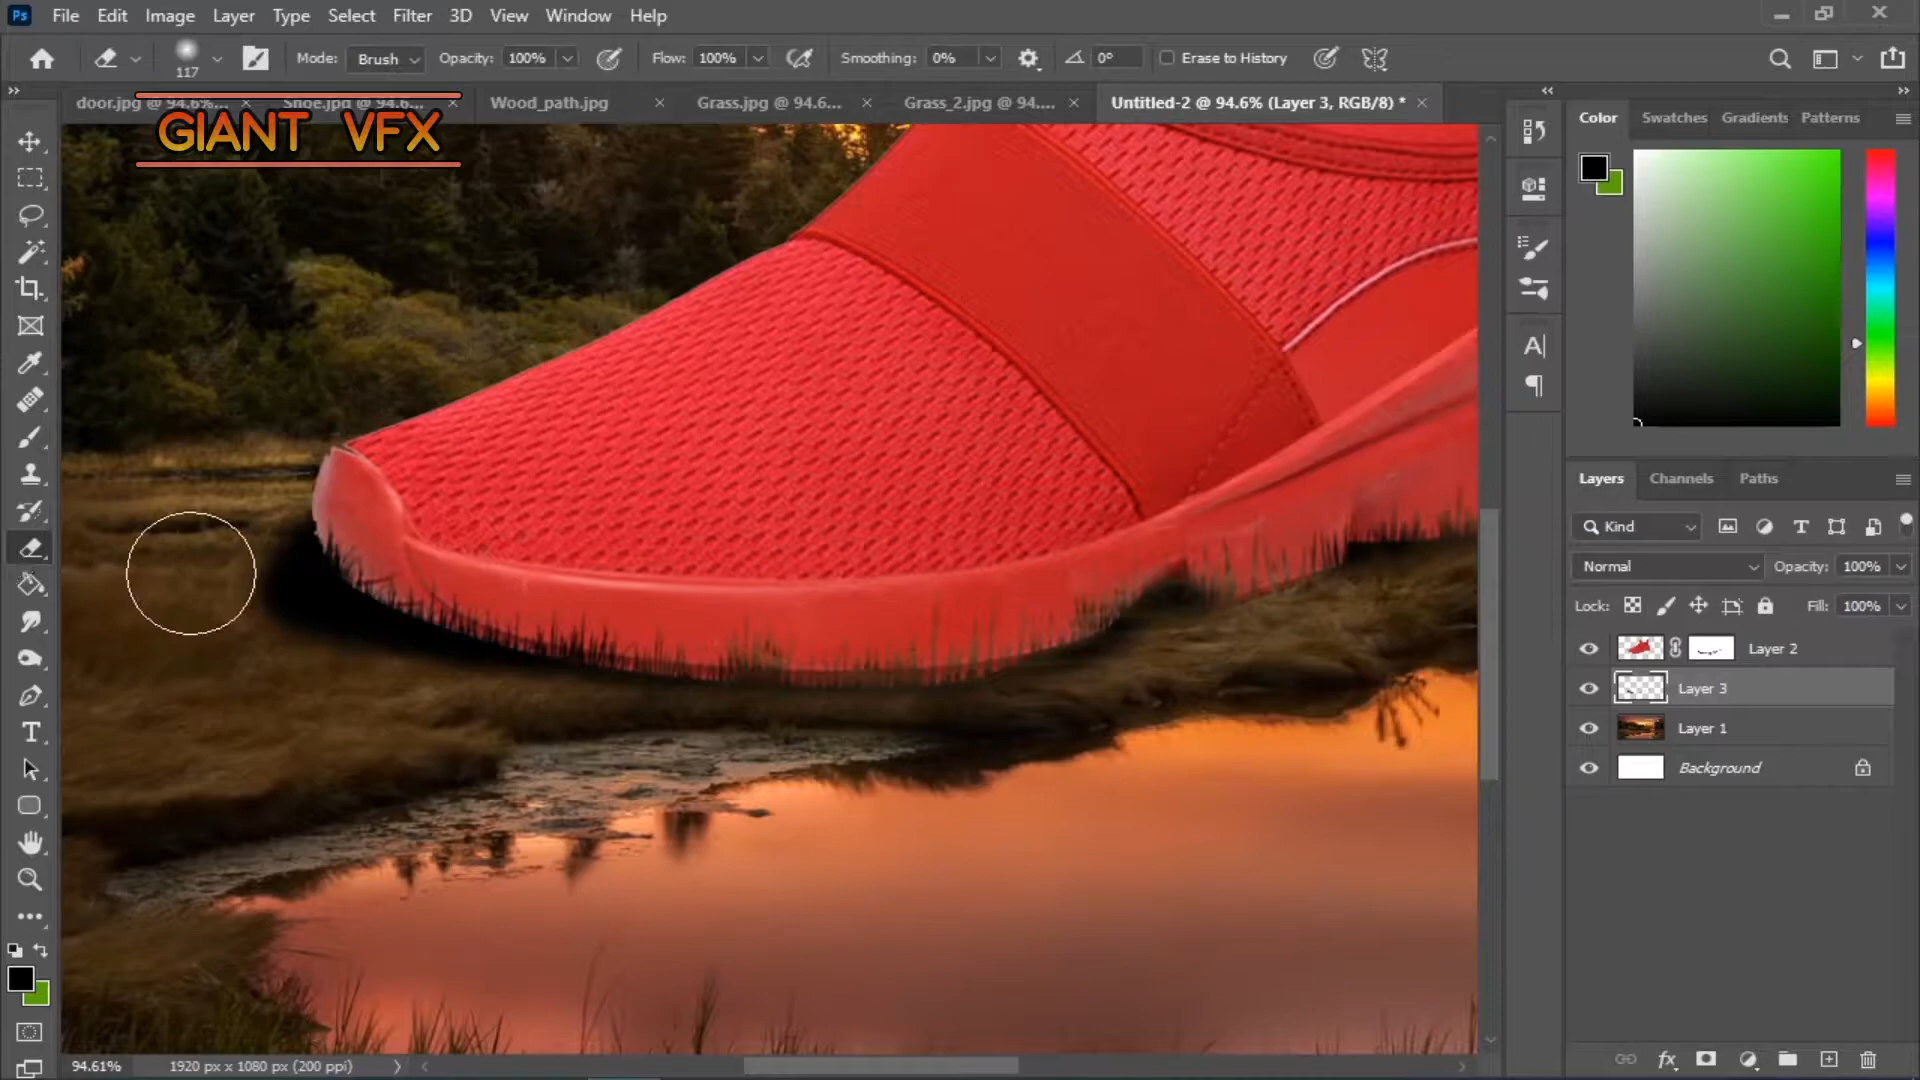 Ps File Edit Image Layer Type Select Filter 3D View Window Help
117 Mode: Brush Opacity: 100% Flow: 100% Smoothing: 0% 0° Erase to History
door.jpg @ 94.6%... Shoe.jpg @ 94.6... Wood_path.jpg Grass.jpg @ 94.6... Grass_2.jpg @ 94.... Untitled-2 @ 94.6% (Layer 3, RGB/8) *
GIANT VFX
Color Swatches Gradients Patterns
Layers Channels Paths
Kind
Normal Opacity: 100%
Lock: Fill: 100%
Layer 2
Layer 3
Layer 1
Background
94.61% 1920 px x 1080 px (200 ppi)